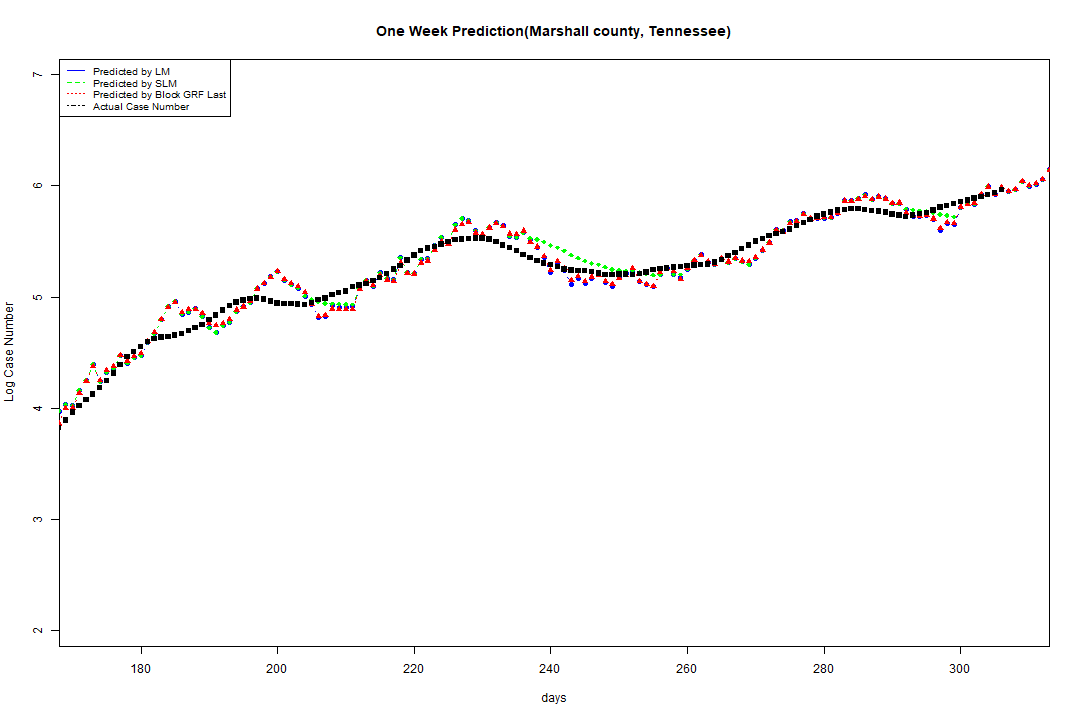 One Week Prediction(Marshall county, Tennessee)
Predicted by LM
Predicted by SLM
Predicted by Block GRF Last
Actual Case Number
7
6
5
4
3
2
Log Case Number
180 200 220 240 260 280 300
days